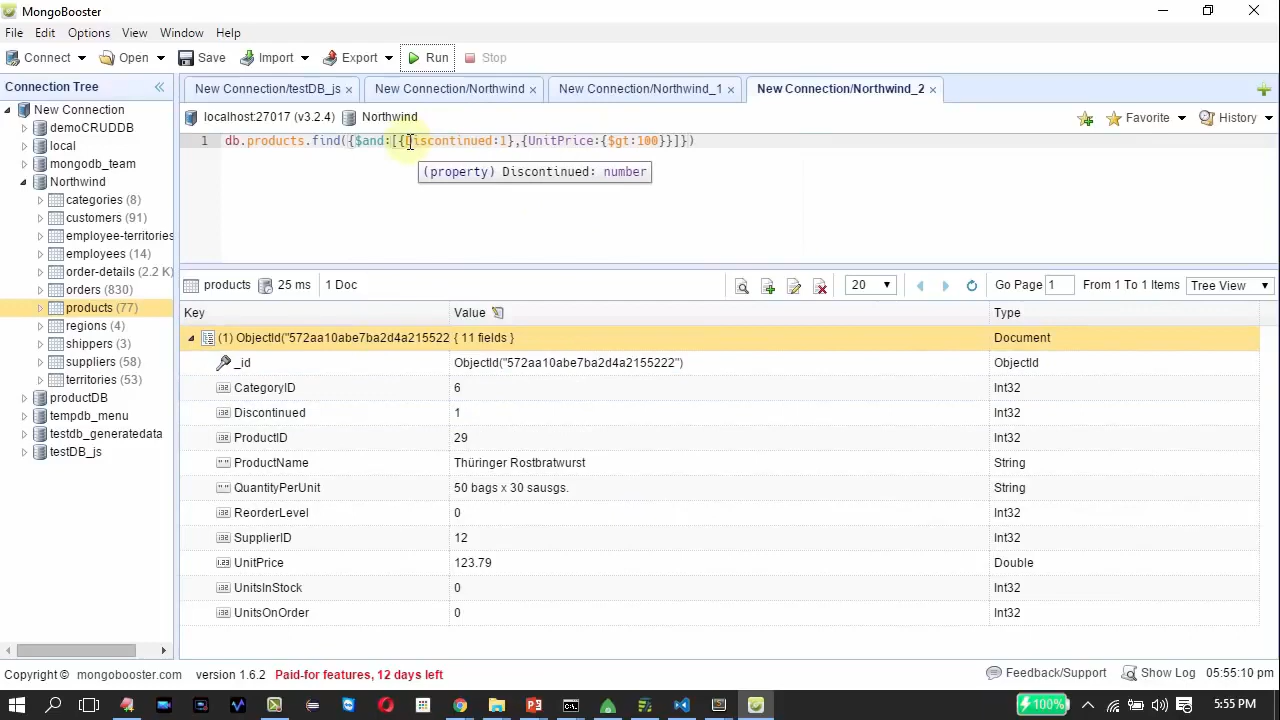 MongoBooster
File Edit Options View Window Help
Connect Open Save Import Export Run Stop
Connection Tree
New Connection/testDB_js × New Connection/Northwind × New Connection/Northwind_1 × New Connection/Northwind_2 ×
New Connection
demoCRUDDB
local
mongodb_team
Northwind
categories (8)
customers (91)
employee-territories
employees (14)
order-details (2.2 K)
orders (830)
products (77)
regions (4)
shippers (3)
suppliers (58)
territories (53)
productDB
tempdb_menu
testdb_generatedata
testDB_js
localhost:27017 (v3.2.4) Northwind Favorite History
1 db.products.find({$and:[{Discontinued:1},{UnitPrice:{$gt:100}}]})
(property) Discontinued: number
products 25 ms 1 Doc 20 Go Page 1 From 1 To 1 Items Tree View
Key Value Type
(1) ObjectId("572aa10abe7ba2d4a215522 { 11 fields } Document
_id ObjectId("572aa10abe7ba2d4a2155222") ObjectId
CategoryID 6 Int32
Discontinued 1 Int32
ProductID 29 Int32
ProductName Thüringer Rostbratwurst String
QuantityPerUnit 50 bags x 30 sausgs. String
ReorderLevel 0 Int32
SupplierID 12 Int32
UnitPrice 123.79 Double
UnitsInStock 0 Int32
UnitsOnOrder 0 Int32
Copyright © mongobooster.com version 1.6.2 Paid-for features, 12 days left Feedback/Support Show Log 05:55:10 PM
100% 5:55 PM